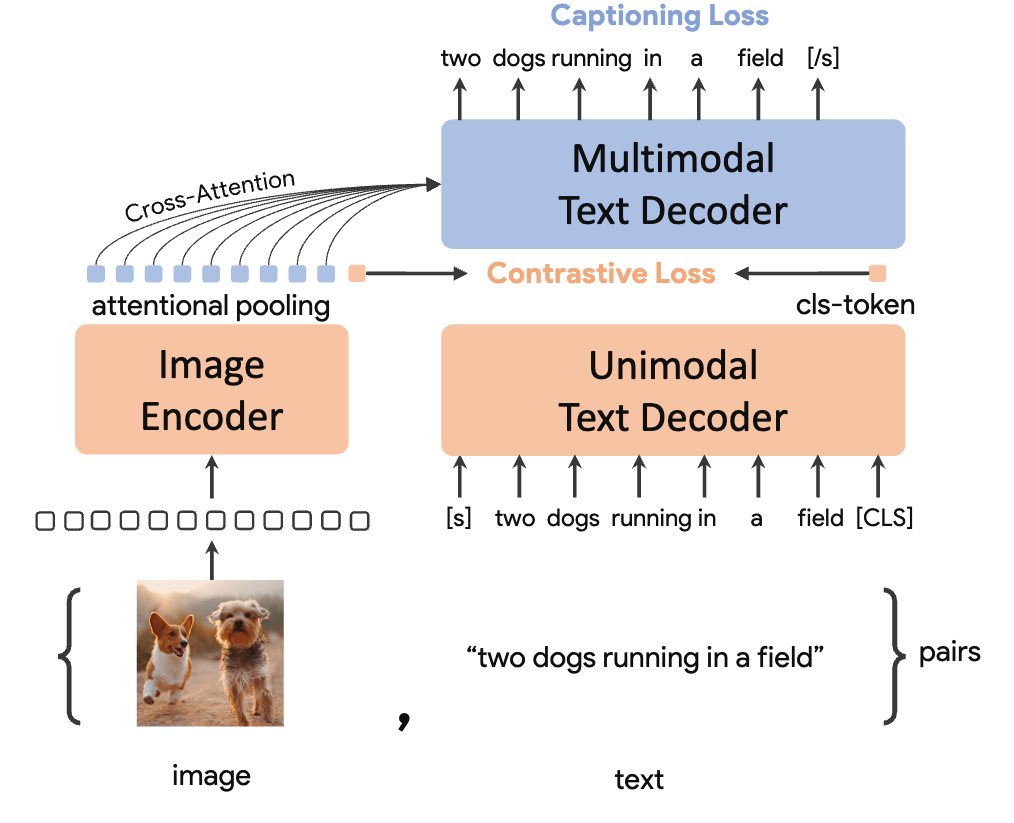 Captioning Loss
two dogs running in a field [/s]
Multimodal
Text Decoder
Cross-Attention
Contrastive Loss
attentional pooling
cls-token
Image
Encoder
Unimodal
Text Decoder
[s] two dogs running in a field [CLS]
“two dogs running in a field”
pairs
,
image
text